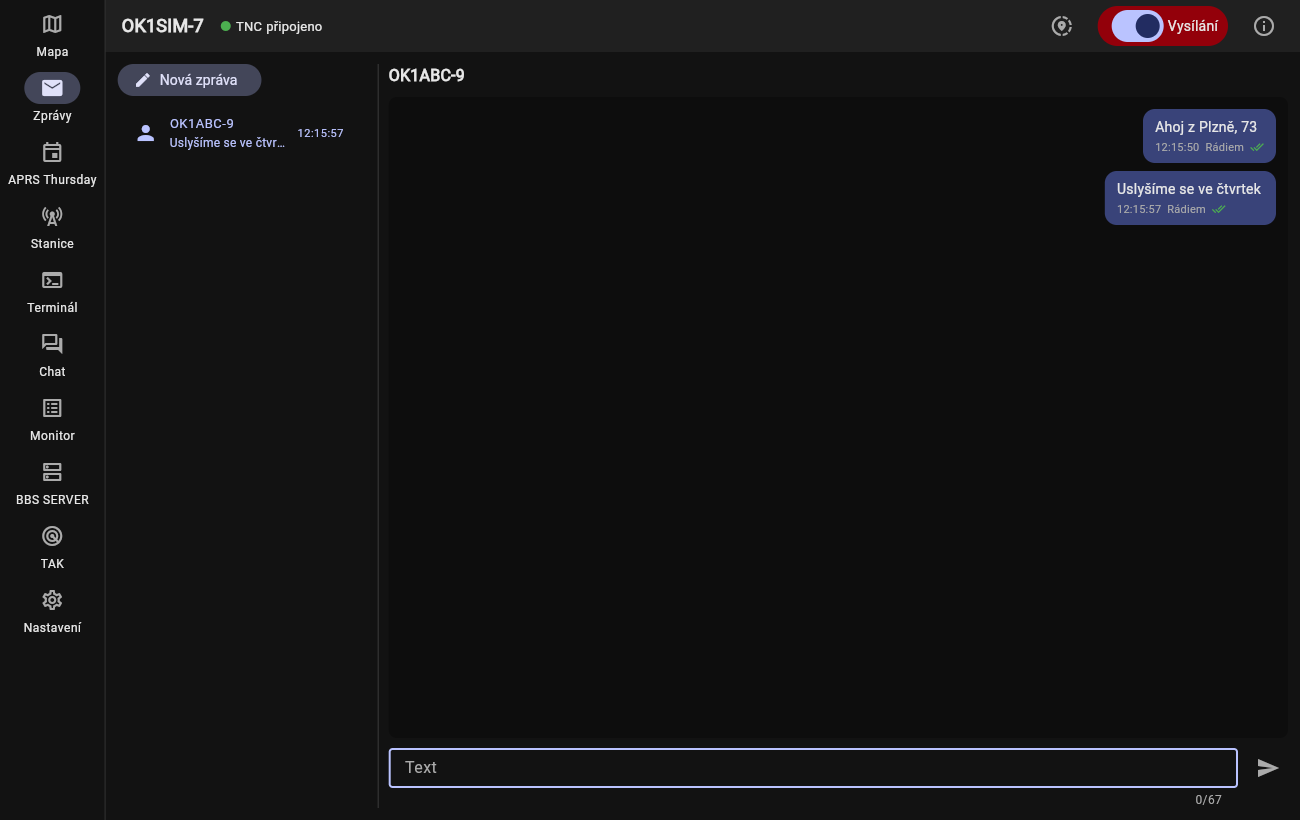 OK1SIM-7
TNC připojeno
Vysílání
Mapa
Zprávy
APRS Thursday
Stanice
Terminál
Chat
Monitor
BBS SERVER
TAK
Nastavení
Nová zpráva
OK1ABC-9
Uslyšíme se ve čtvr…
12:15:57
OK1ABC-9
Ahoj z Plzně, 73
12:15:50 Rádiem
Uslyšíme se ve čtvrtek
12:15:57 Rádiem
Text
0/67